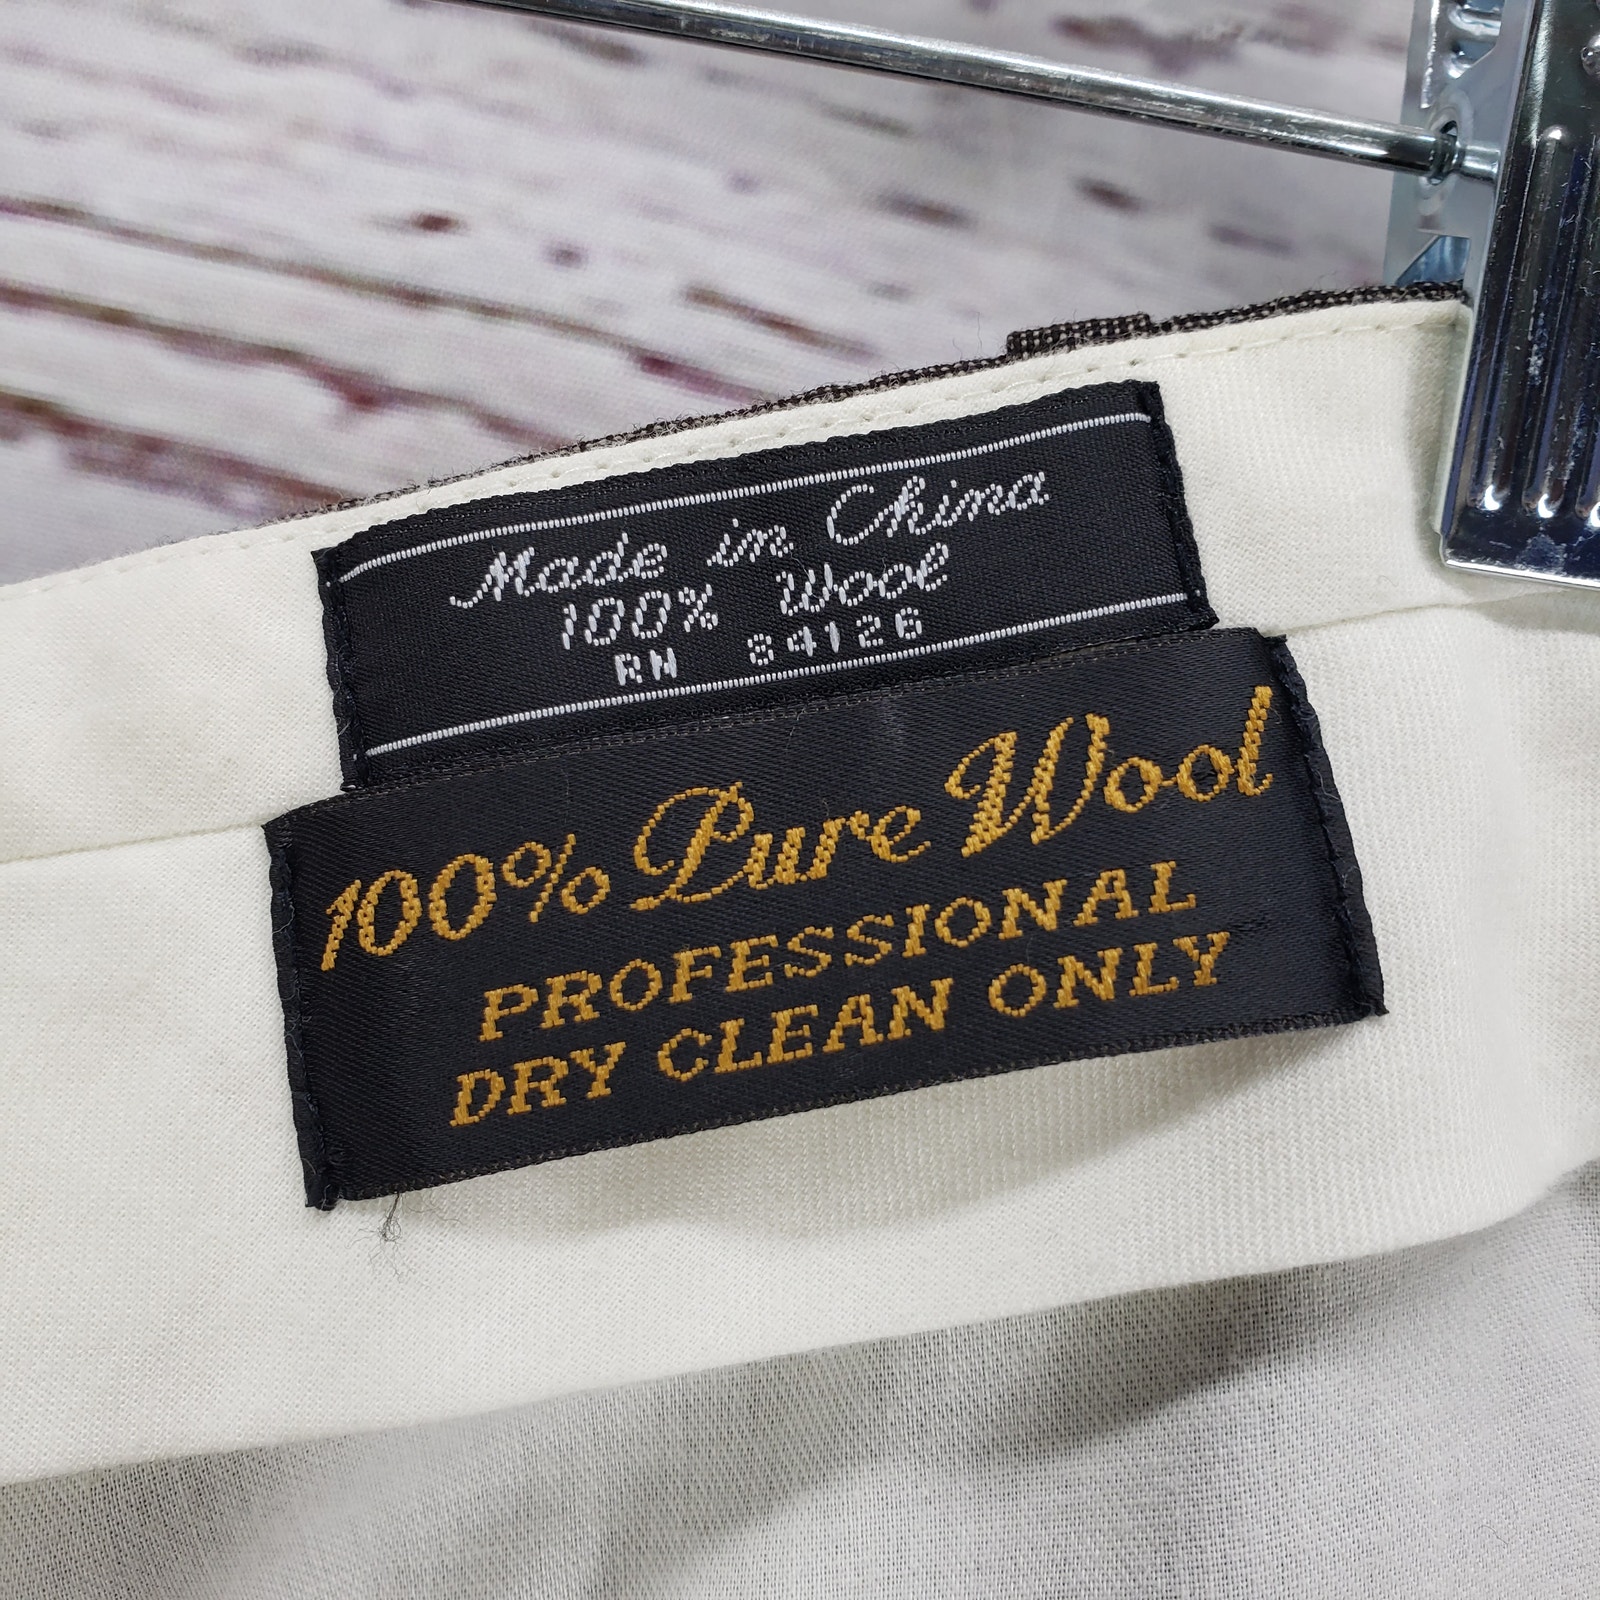 Made in China
100% Wool
RN 84126
100% Pure Wool
PROFESSIONAL
DRY CLEAN ONLY